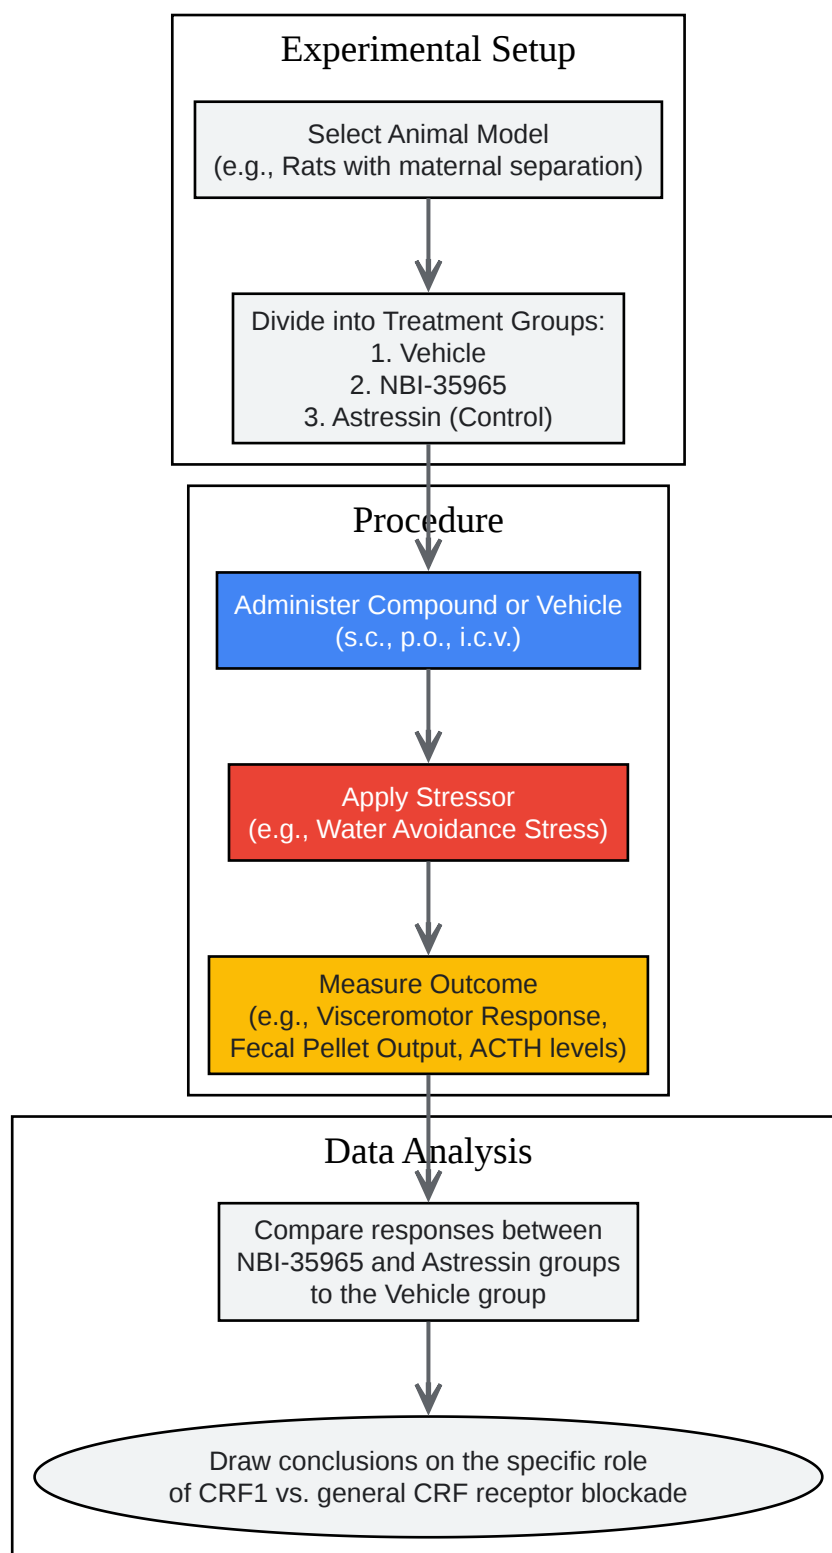 Experimental Setup
Select Animal Model
(e.g., Rats with maternal separation)
Divide into Treatment Groups:
1. Vehicle
2. NBI-35965
3. Astressin (Control)
Procedure
Administer Compound or Vehicle
(s.c., p.o., i.c.v.)
Apply Stressor
(e.g., Water Avoidance Stress)
Measure Outcome
(e.g., Visceromotor Response,
Fecal Pellet Output, ACTH levels)
Data Analysis
Compare responses between
NBI-35965 and Astressin groups
to the Vehicle group
Draw conclusions on the specific role
of CRF1 vs. general CRF receptor blockade